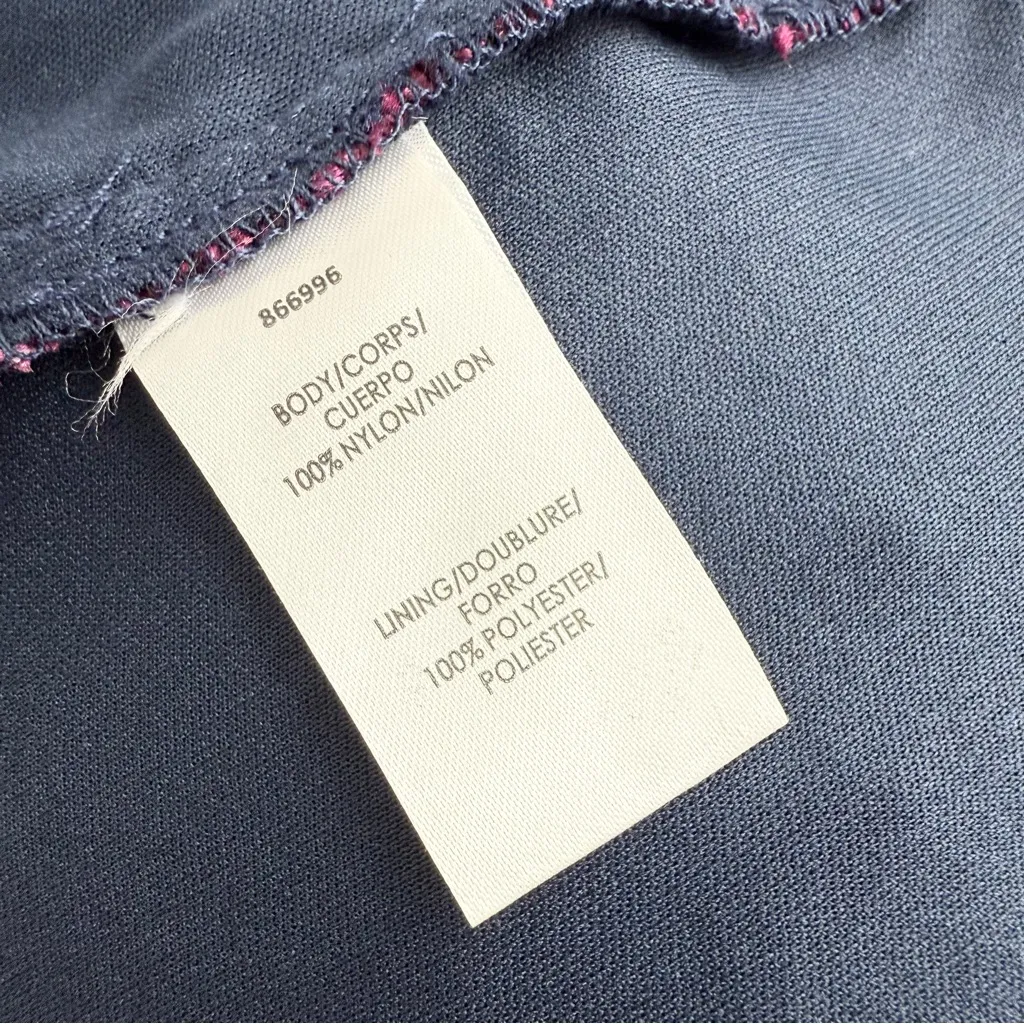 866996
BODY/CORPS/
CUERPO
100% NYLON/NILON
LINING/DOUBLURE/
FORRO
100% POLYESTER/
POLIESTER